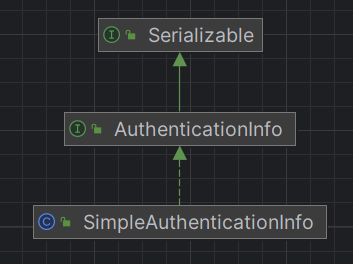 I Serializable
I AuthenticationInfo
C SimpleAuthenticationInfo